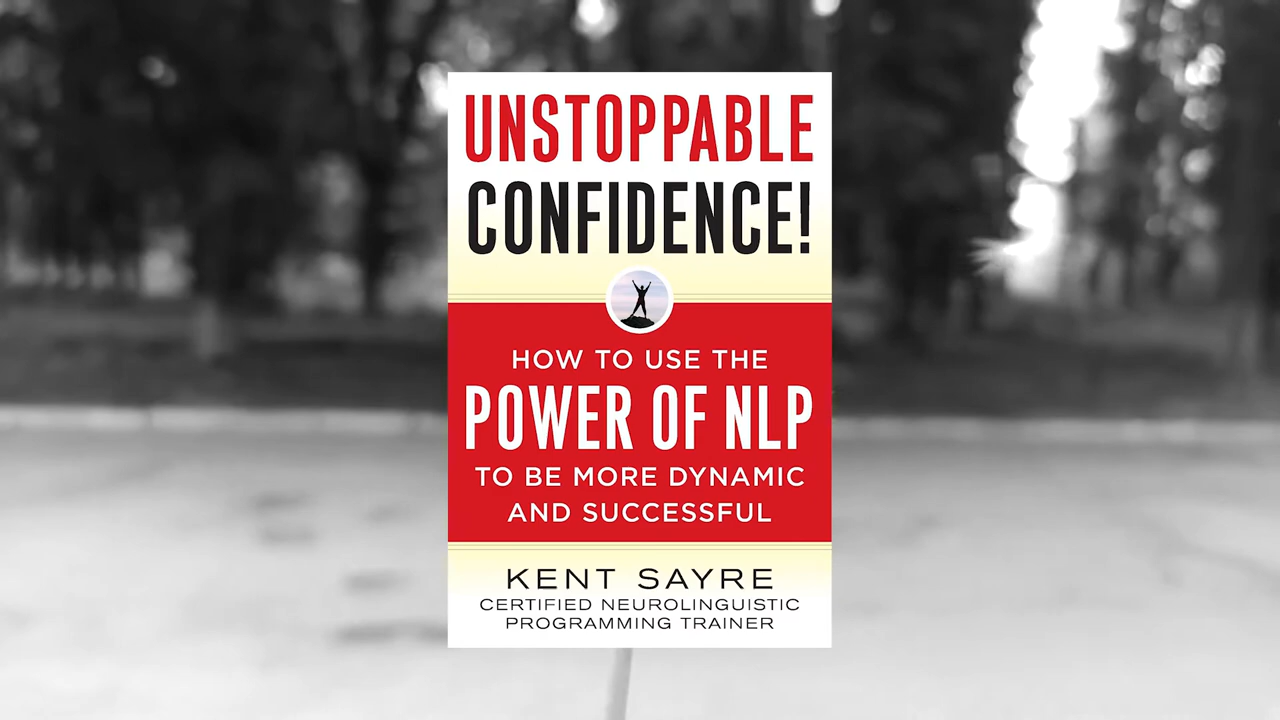 UNSTOPPABLE
CONFIDENCE!
HOW TO USE THE
POWER OF NLP
TO BE MORE DYNAMIC
AND SUCCESSFUL
KENT SAYRE
CERTIFIED NEUROLINGUISTIC
PROGRAMMING TRAINER